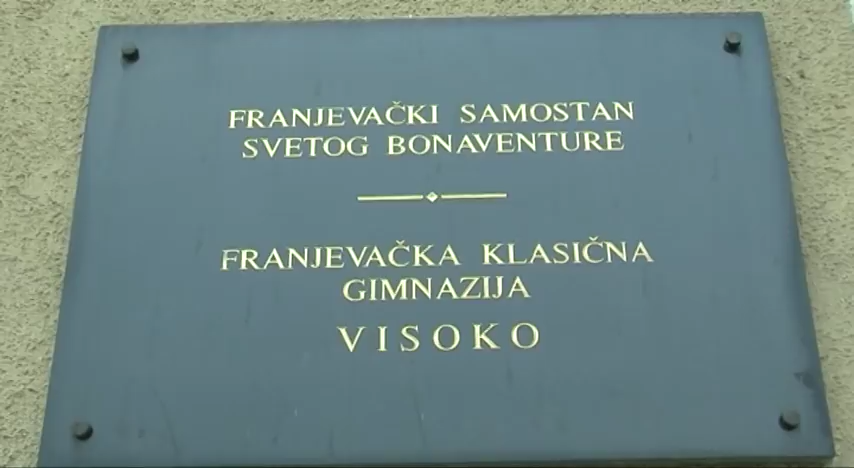 FRANJEVAČKI SAMOSTAN
SVETOG BONAVENTURE
FRANJEVAČKA KLASIČNA
GIMNAZIJA
VISOKO